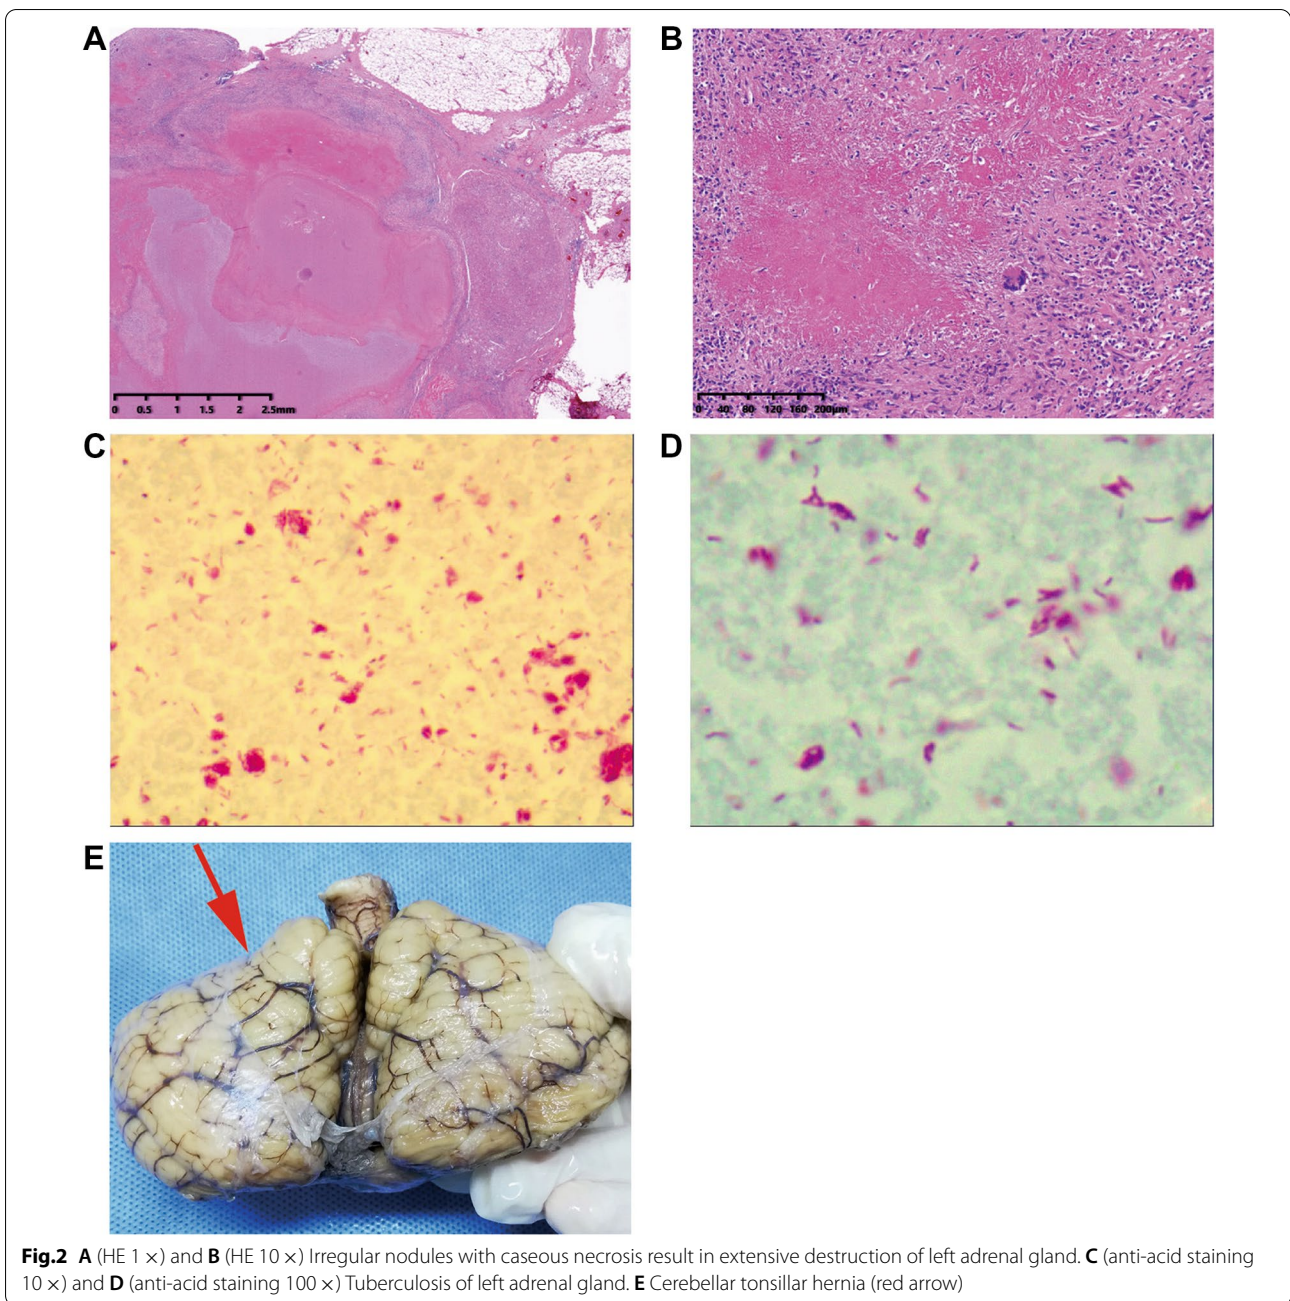 A
B
0 0.5 1 1.5 2 2.5mm
0 40 80 120 160 200µm
C
D
E
Fig.2 A (HE 1 ×) and B (HE 10 ×) Irregular nodules with caseous necrosis result in extensive destruction of left adrenal gland. C (anti-acid staining
10 ×) and D (anti-acid staining 100 ×) Tuberculosis of left adrenal gland. E Cerebellar tonsillar hernia (red arrow)